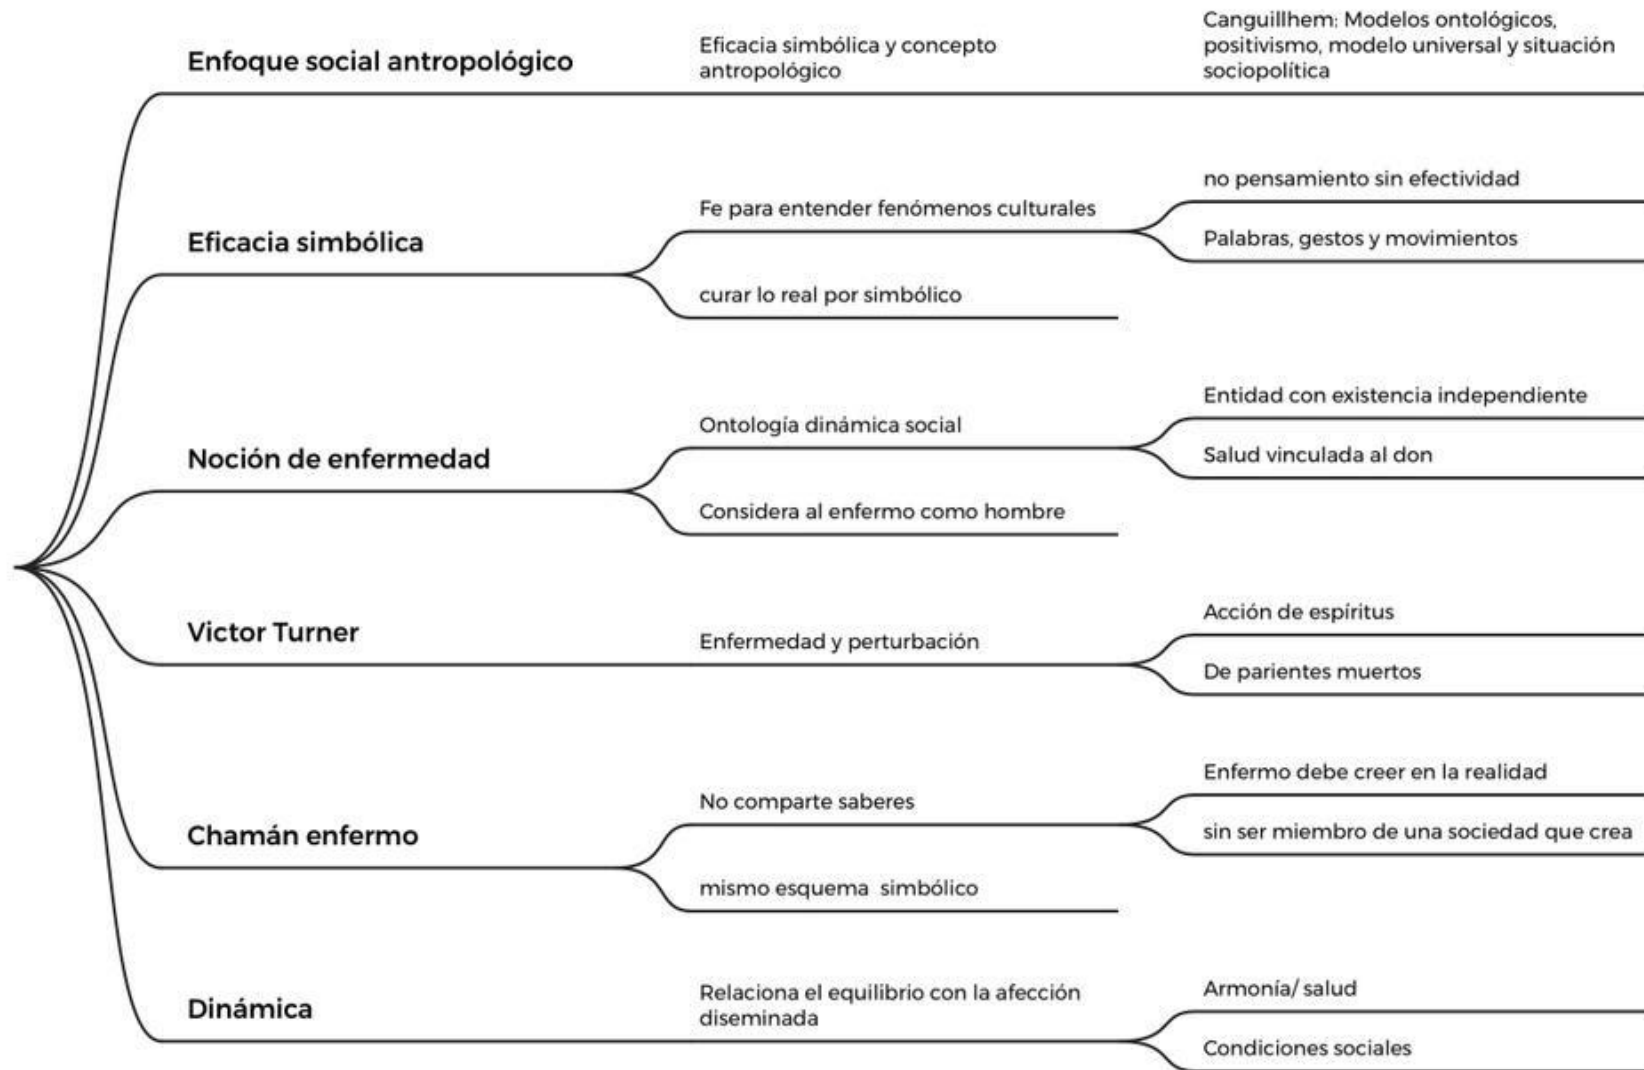 Enfoque social antropológico
Eficacia simbólica y concepto
antropológico
Canguillhem: Modelos ontológicos,
positivismo, modelo universal y situación
sociopolítica
Eficacia simbólica
Fe para entender fenómenos culturales
no pensamiento sin efectividad
Palabras, gestos y movimientos
curar lo real por simbólico
Noción de enfermedad
Ontología dinámica social
Entidad con existencia independiente
Salud vinculada al don
Considera al enfermo como hombre
Victor Turner
Enfermedad y perturbación
Acción de espíritus
De parientes muertos
Chamán enfermo
No comparte saberes
Enfermo debe creer en la realidad
sin ser miembro de una sociedad que crea
mismo esquema simbólico
Dinámica
Relaciona el equilibrio con la afección
diseminada
Armonía/ salud
Condiciones sociales